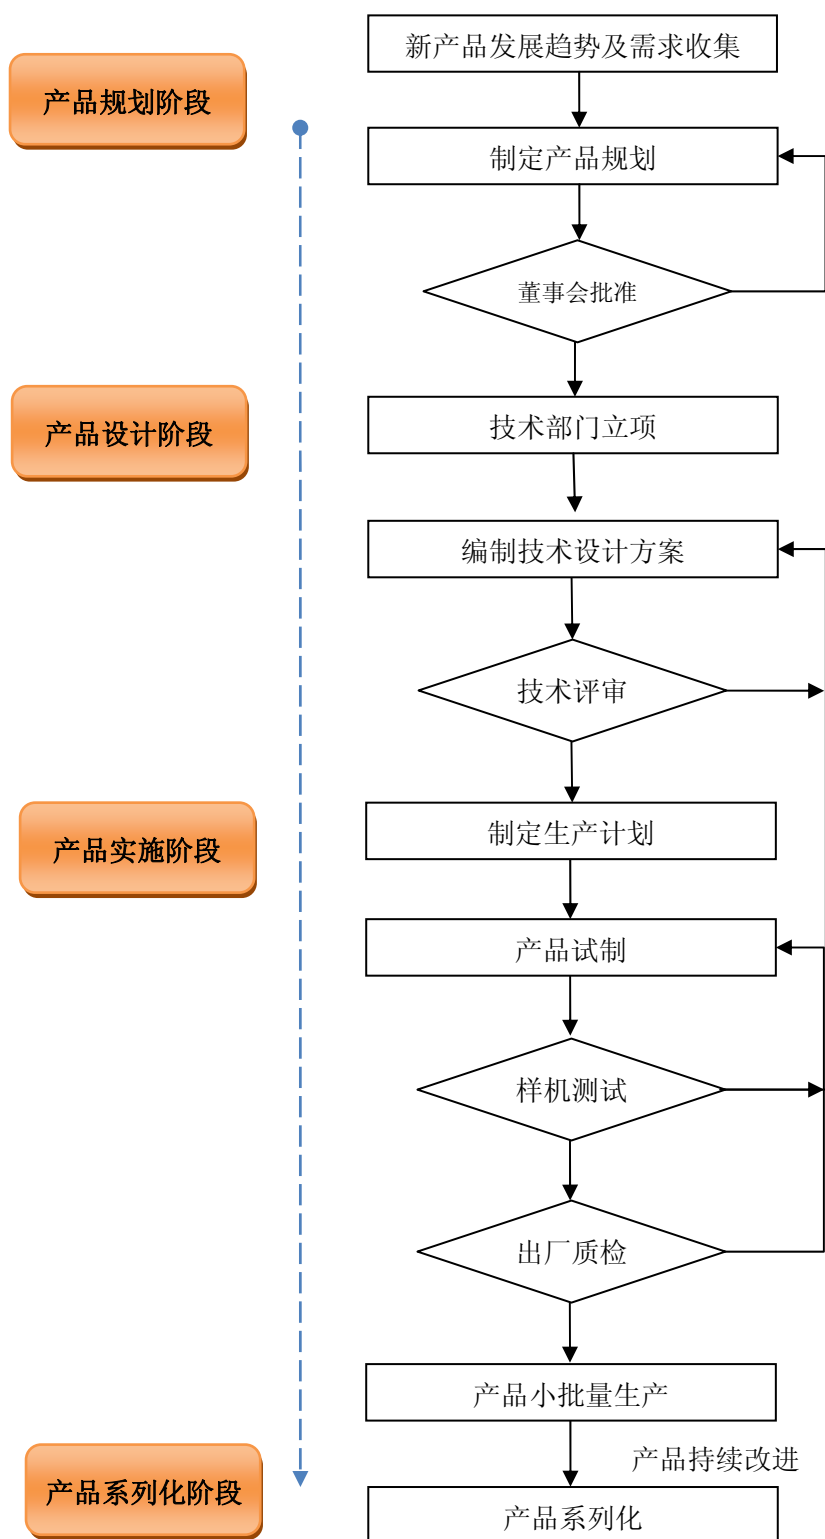 新产品发展趋势及需求收集
产品规划阶段
制定产品规划
董事会批准
产品设计阶段
技术部门立项
编制技术设计方案
技术评审
制定生产计划
产品实施阶段
产品试制
样机测试
出厂质检
产品小批量生产
产品持续改进
产品系列化阶段
产品系列化